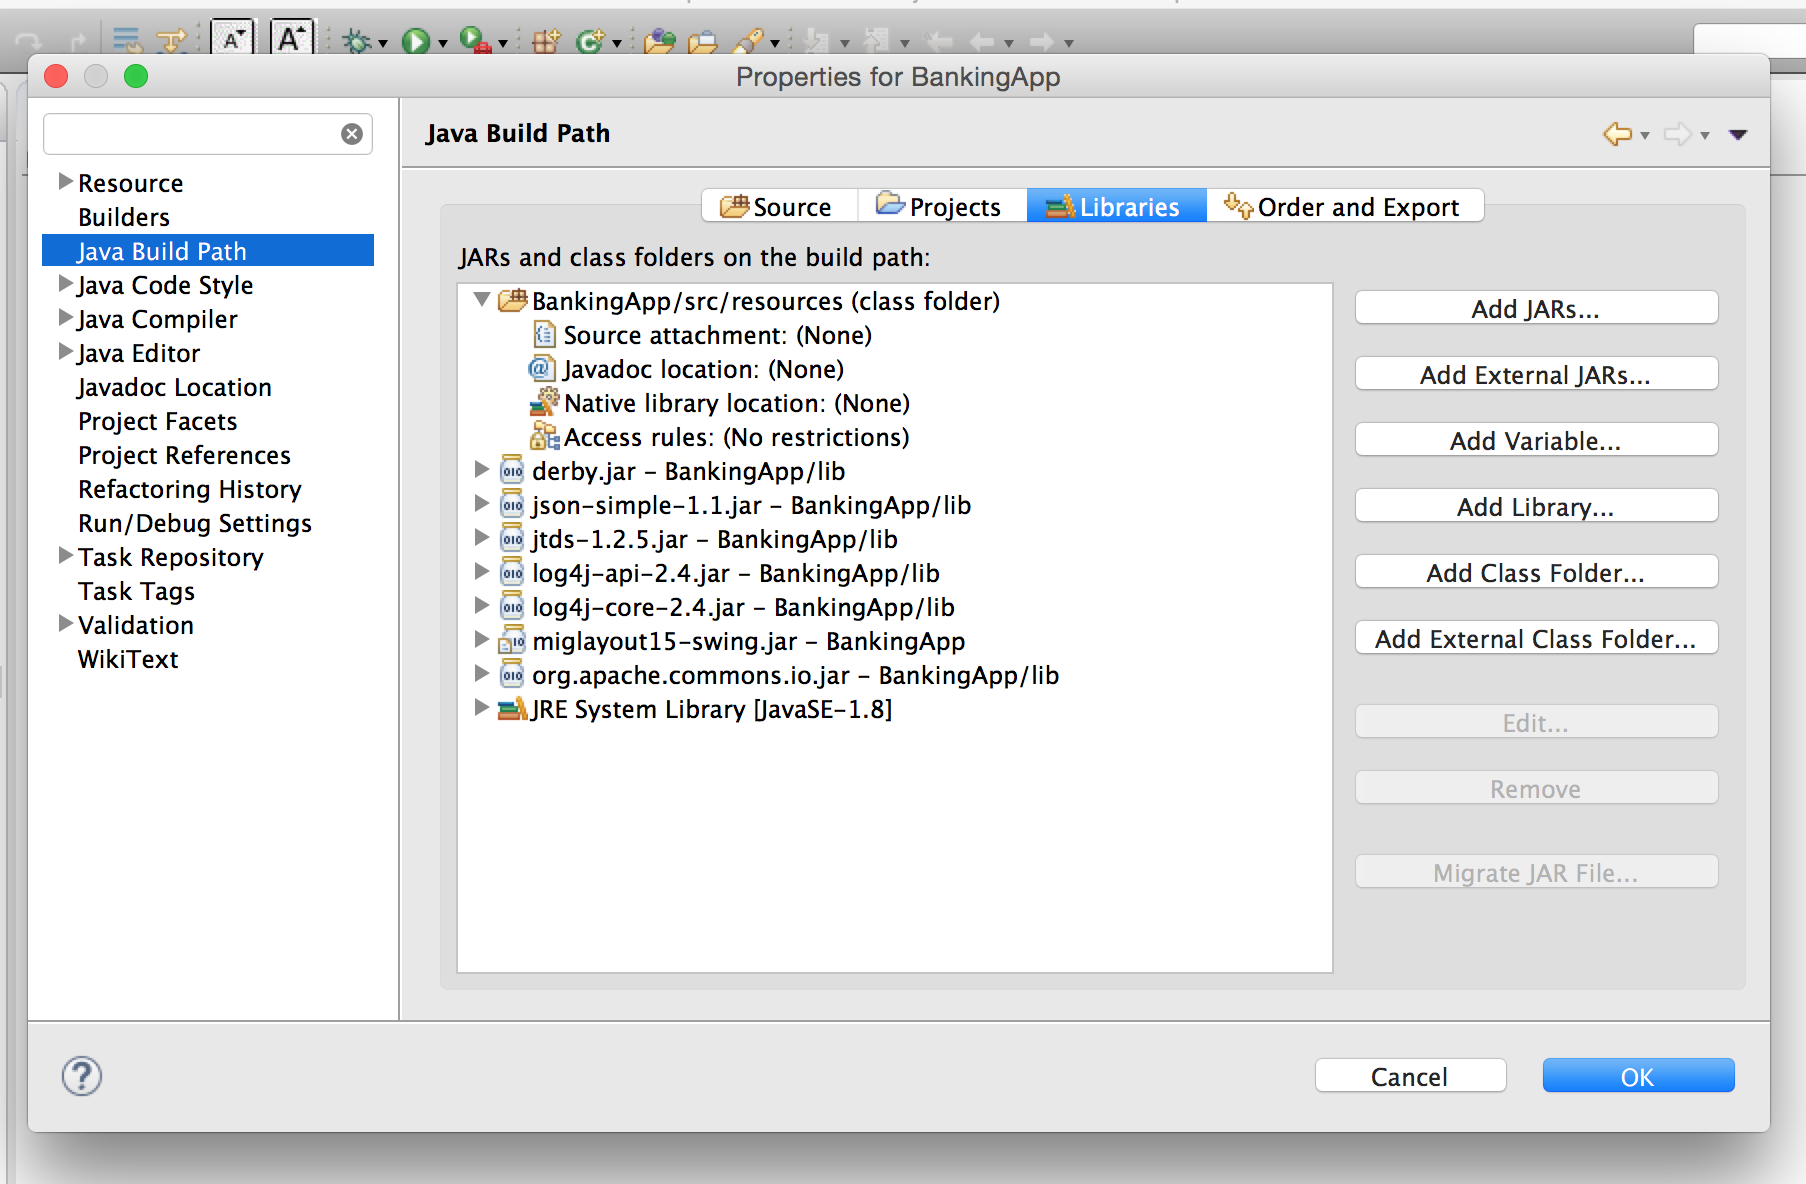 A
A
Properties for BankingApp
Java Build Path
Resource
Builders
Java Build Path
Java Code Style
Java Compiler
Java Editor
Javadoc Location
Project Facets
Project References
Refactoring History
Run/Debug Settings
Task Repository
Task Tags
Validation
WikiText
Source
Projects
Libraries
Order and Export
JARs and class folders on the build path:
BankingApp/src/resources (class folder)
Source attachment: (None)
Javadoc location: (None)
Native library location: (None)
Access rules: (No restrictions)
derby.jar – BankingApp/lib
json-simple-1.1.jar – BankingApp/lib
jtds-1.2.5.jar – BankingApp/lib
log4j-api-2.4.jar – BankingApp/lib
log4j-core-2.4.jar – BankingApp/lib
miglayout15-swing.jar – BankingApp
org.apache.commons.io.jar – BankingApp/lib
JRE System Library [JavaSE-1.8]
Add JARs...
Add External JARs...
Add Variable...
Add Library...
Add Class Folder...
Add External Class Folder...
Edit...
Remove
Migrate JAR File...
?
Cancel
OK